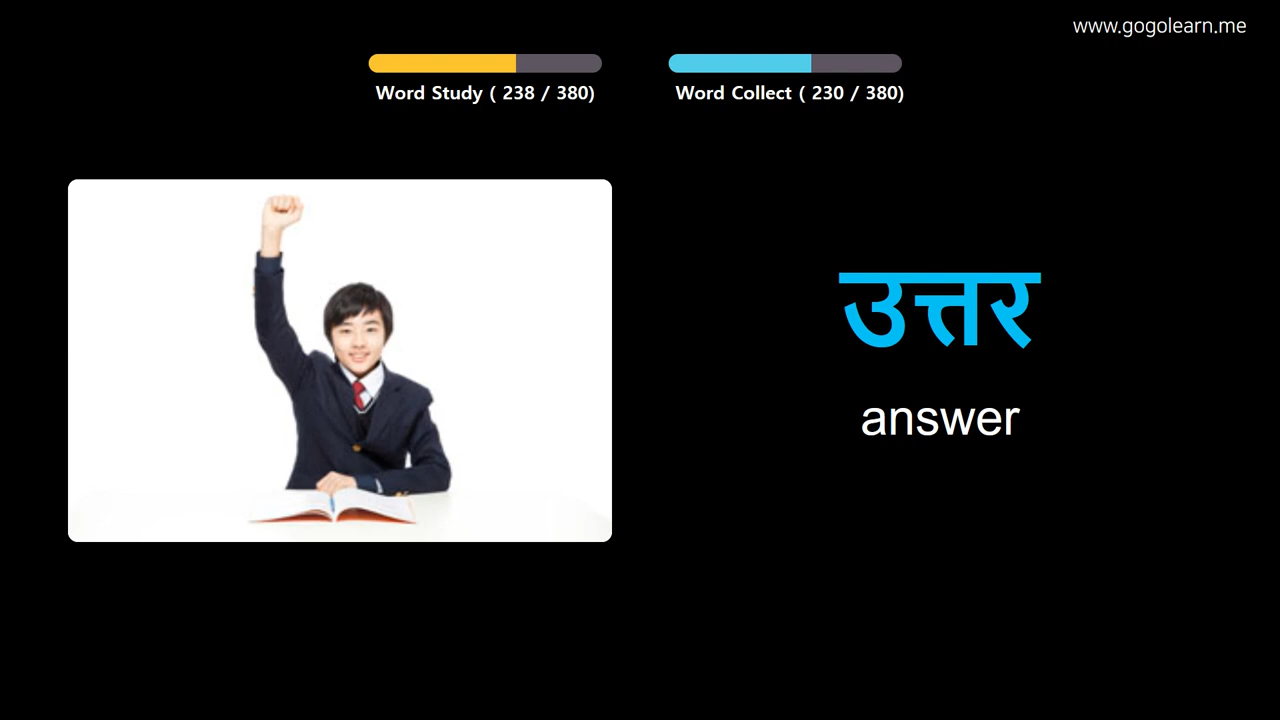 www.gogolearn.me
Word Study ( 238 / 380)
Word Collect ( 230 / 380)
उत्तर
answer